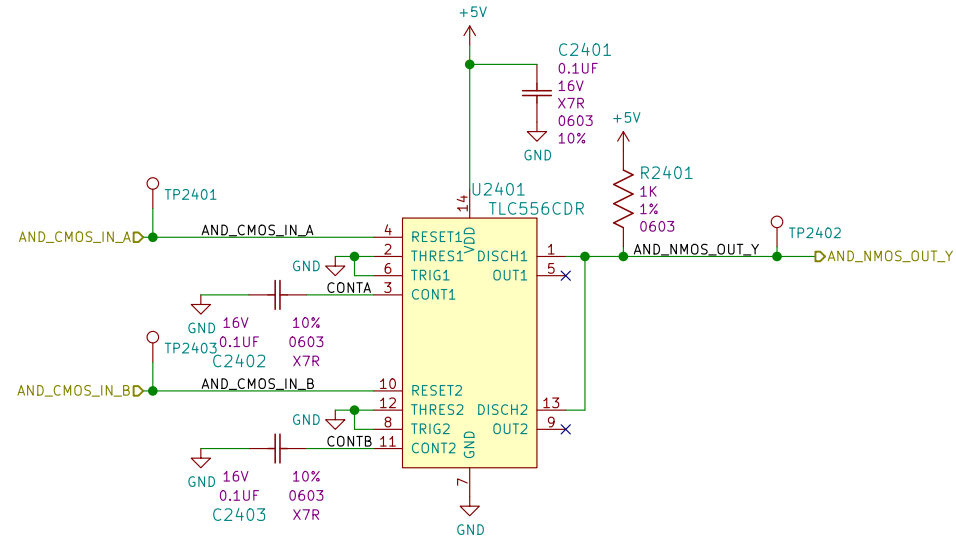 +5V
C2401
0.1UF
16V
X7R
0603
10%
GND
+5V
R2401
1K
1%
0603
TP2401
U2401
TLC556CDR
14
VDD
TP2402
AND_CMOS_IN_A
AND_CMOS_IN_A
4
RESET1
GND
2
THRES1
DISCH1
1
AND_NMOS_OUT_Y
AND_NMOS_OUT_Y
6
TRIG1
OUT1
5
CONTA
3
CONT1
GND
16V
10%
0.1UF
0603
C2402
X7R
TP2403
AND_CMOS_IN_B
AND_CMOS_IN_B
10
RESET2
GND
12
THRES2
DISCH2
13
8
TRIG2
OUT2
9
CONTB
11
CONT2
GND
GND
16V
10%
0.1UF
0603
C2403
X7R
7
GND